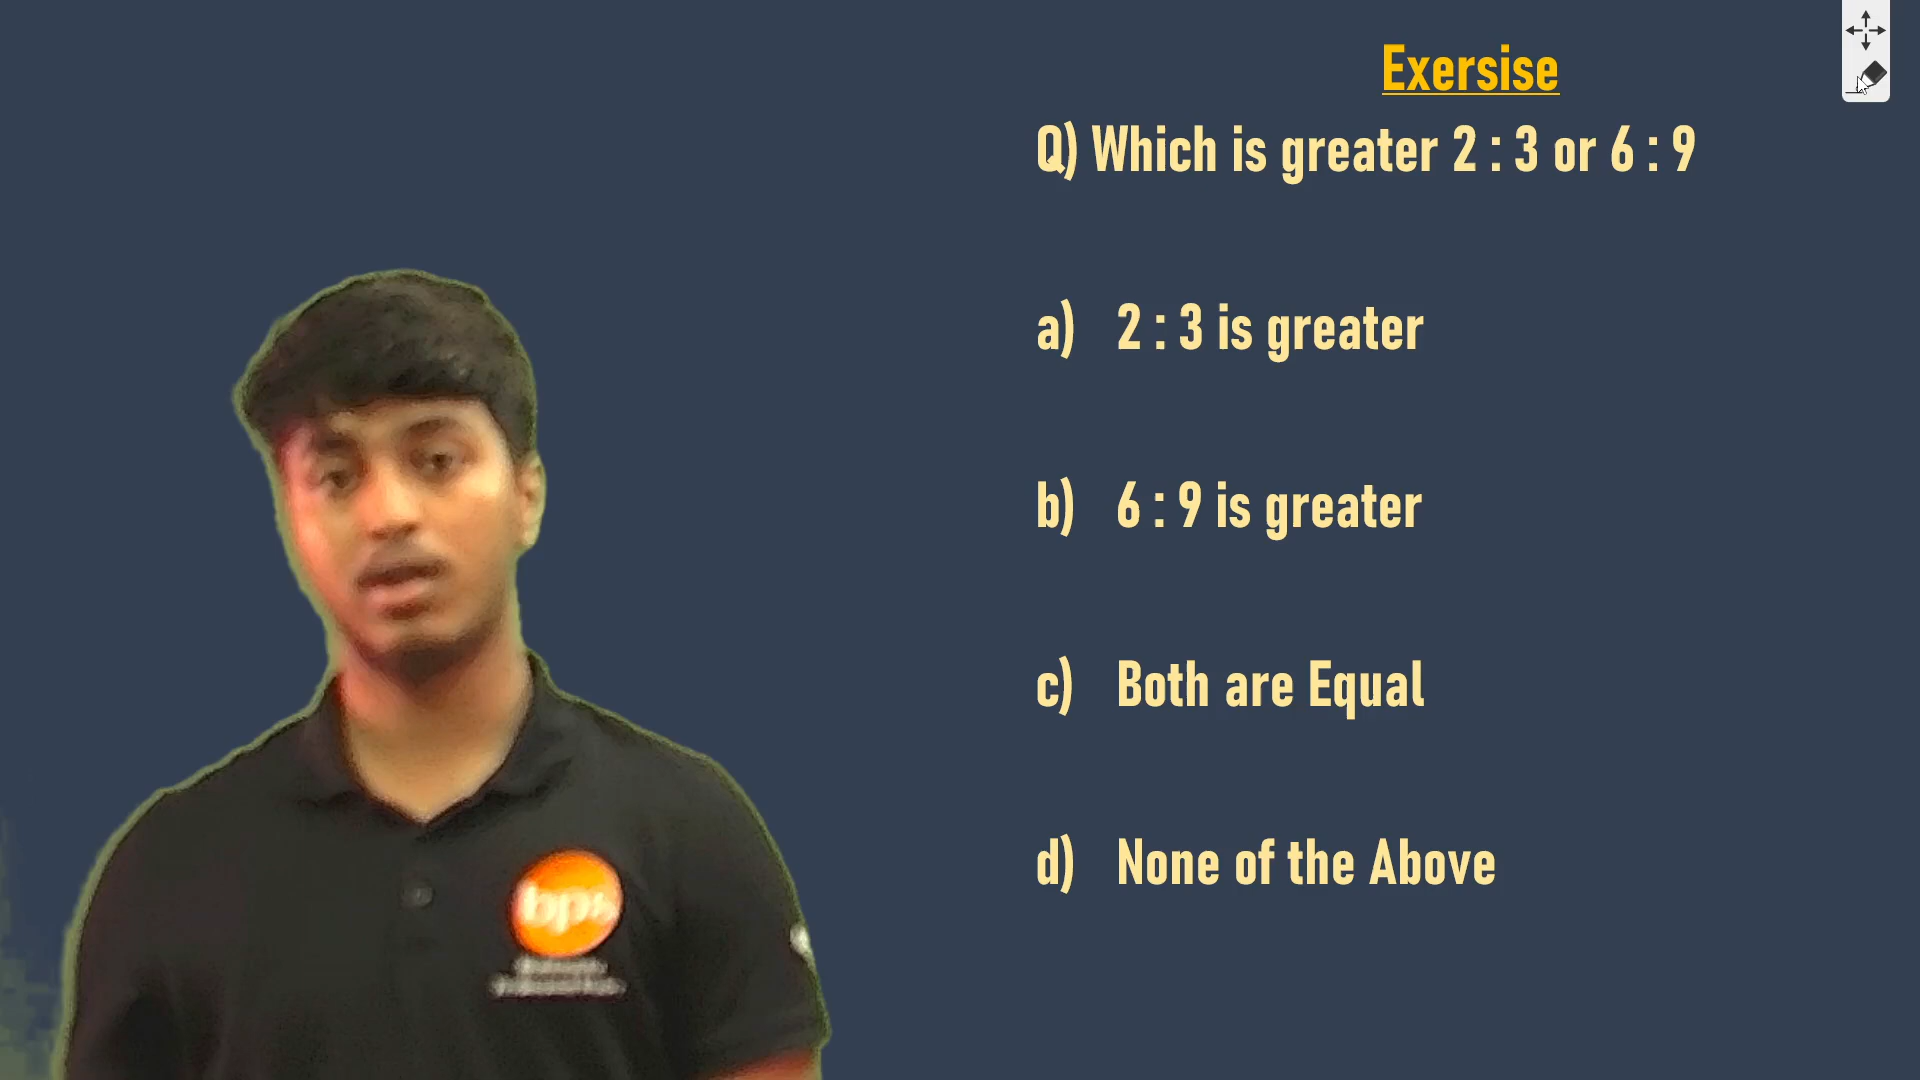 Exersise
Q) Which is greater 2 : 3 or 6 : 9
a) 2 : 3 is greater
b) 6 : 9 is greater
c) Both are Equal
d) None of the Above
bps